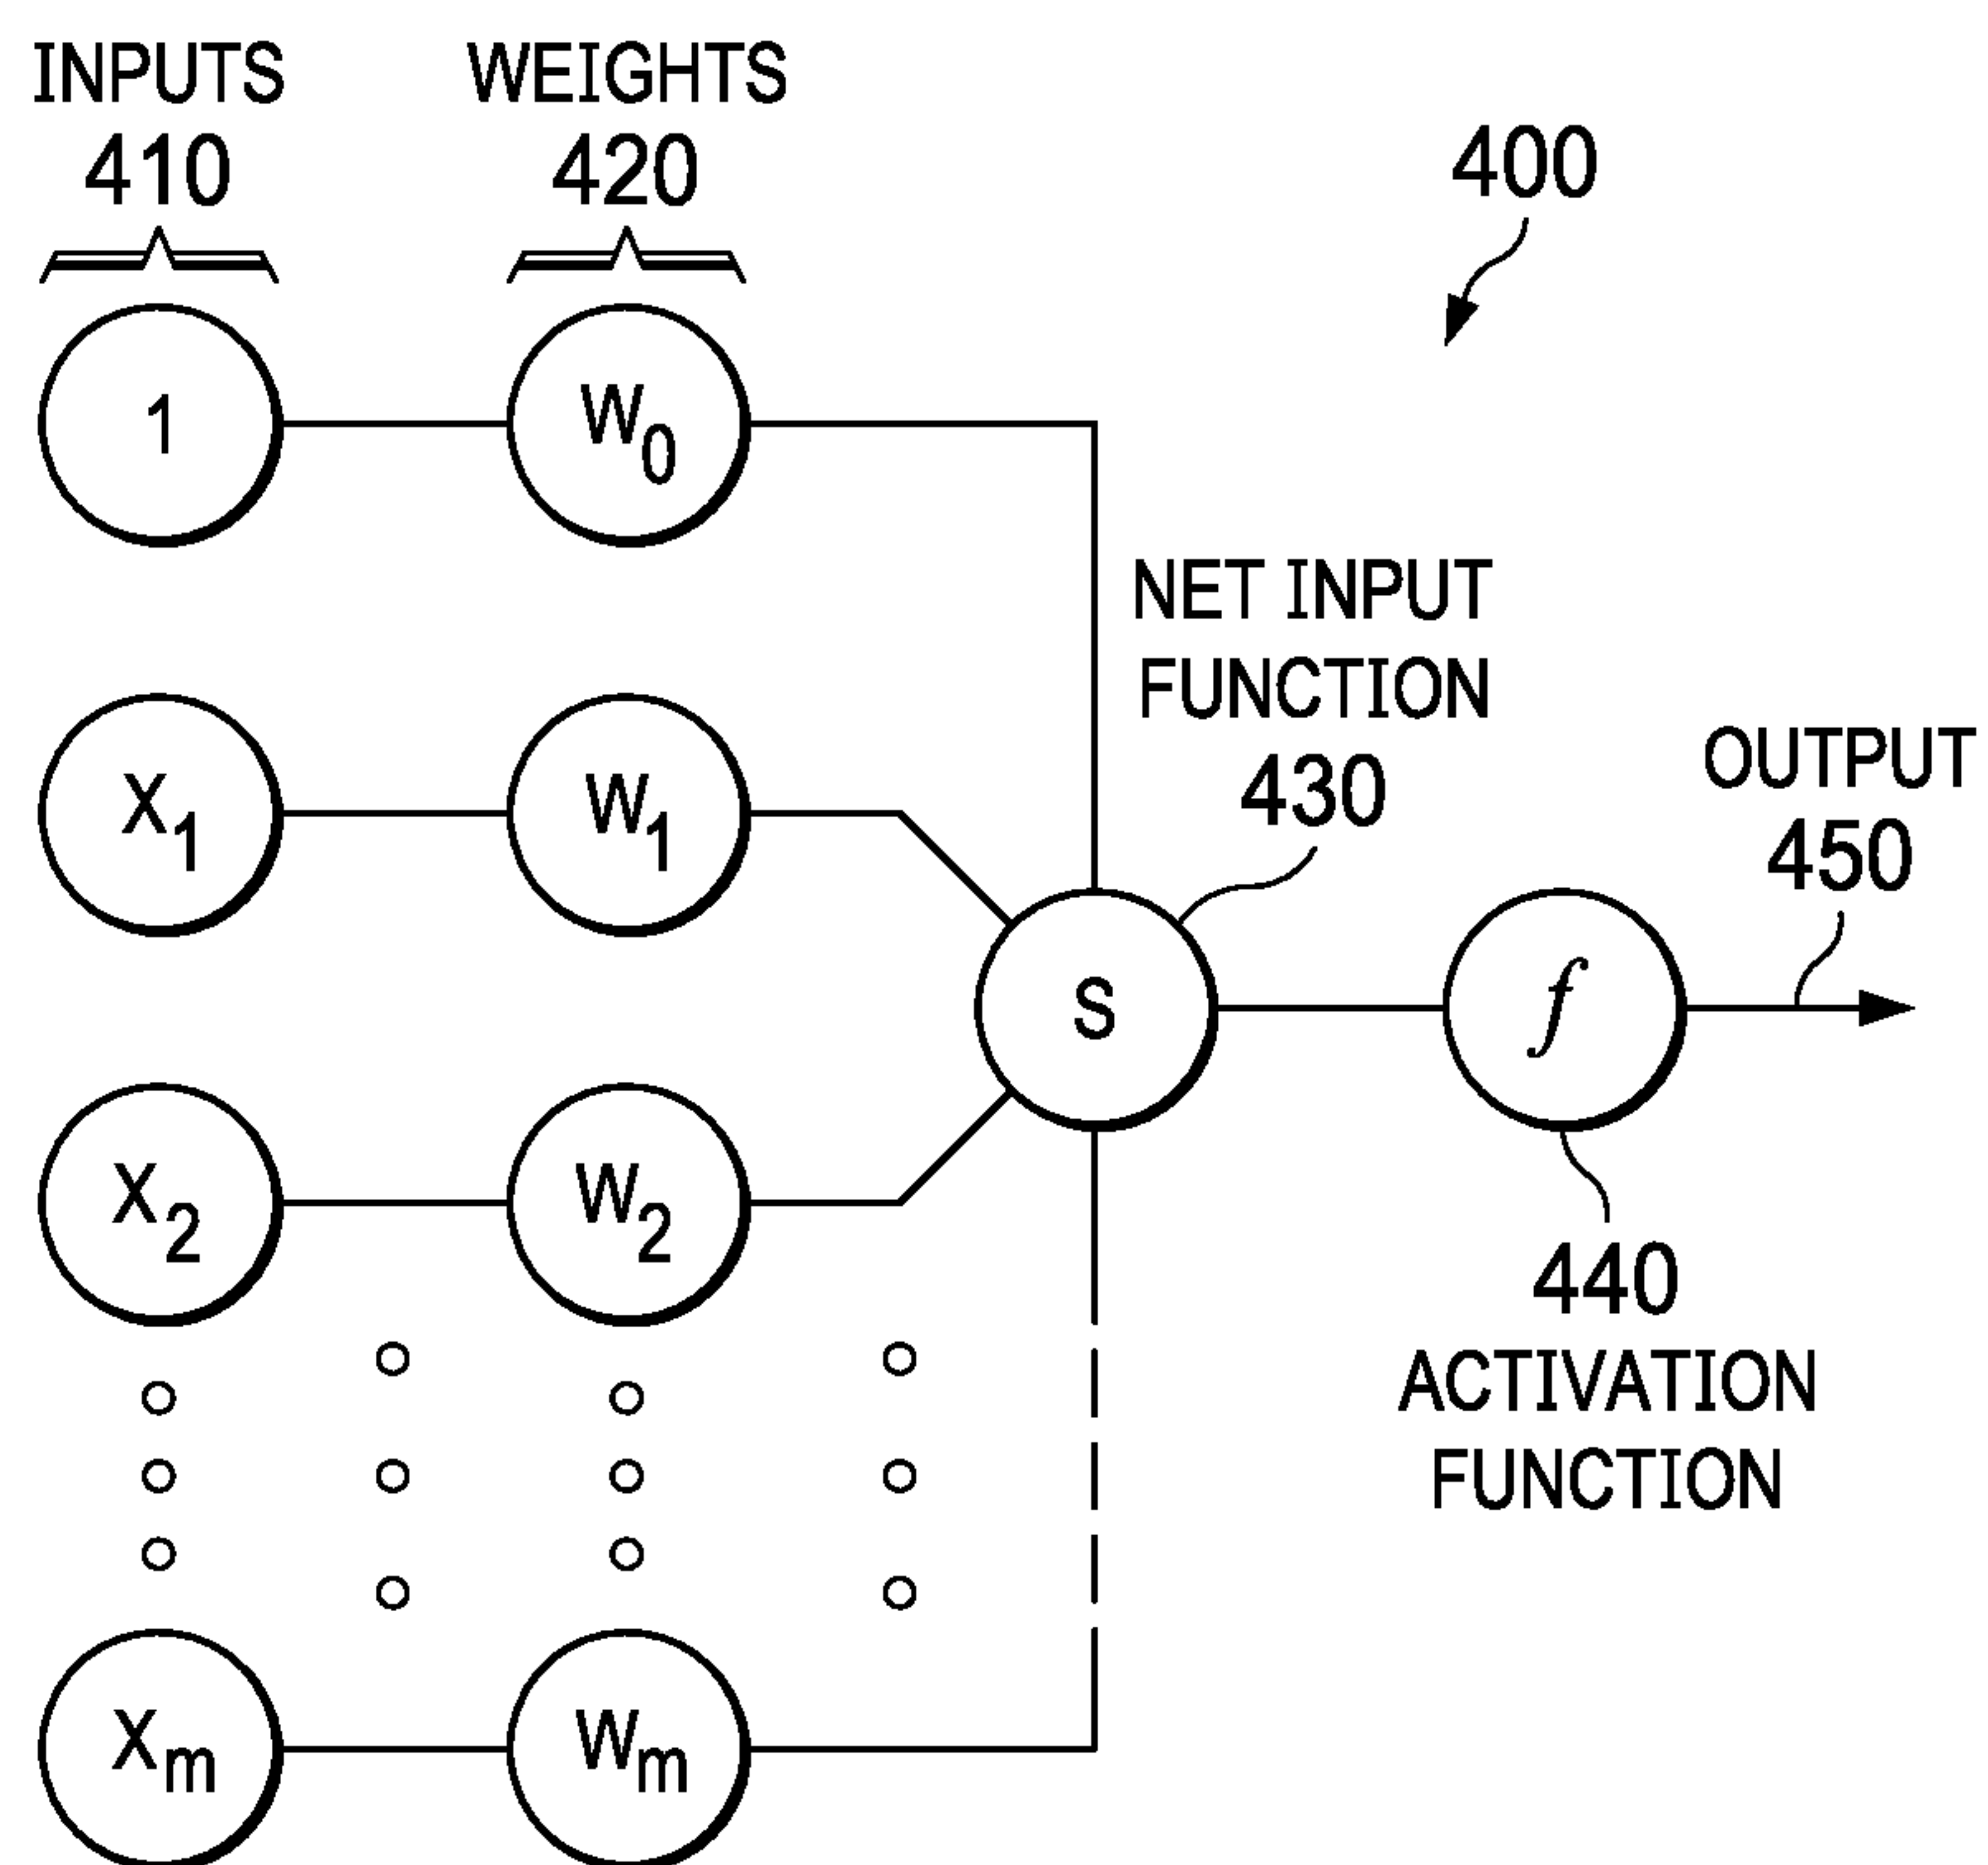 INPUTS
410
WEIGHTS
420
400
1
W0
NET INPUT
FUNCTION
430
OUTPUT
450
X1
W1
S
f
X2
W2
440
ACTIVATION
FUNCTION
Xm
Wm